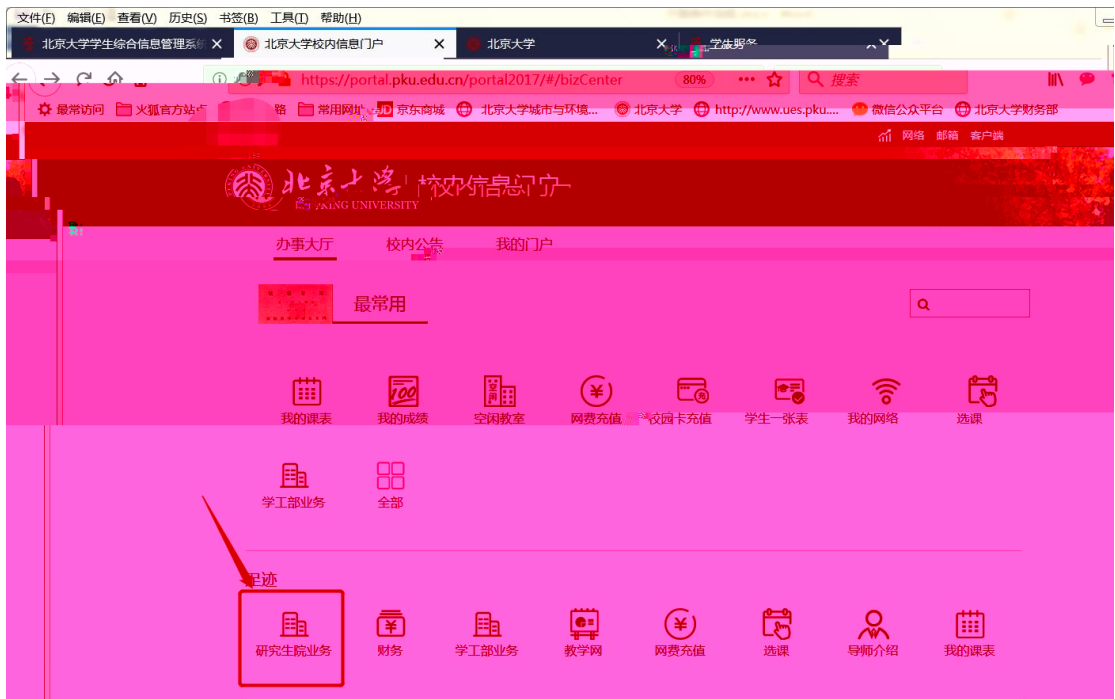 文件(F) 编辑(E) 查看(V) 历史(S) 书签(B) 工具(T) 帮助(H)
北京大学学生综合信息管理系统 北京大学校内信息门户 北京大学
https://portal.pku.edu.cn/portal2017/#/bizCenter 80% 搜索
最常访问 火狐官方站点 常用网址 JD 京东商城 北京大学城市与环境... 北京大学 http://www.ues.pku.... 微信公众平台 北京大学财务部
网络 邮箱 客户端
北京大学 校内信息门户
UNIVERSITY
办事大厅 校内公告 我的门户
最常用
我的课表 我的成绩 空闲教室 网费充值 校园卡充值 学生一张表 我的网络 选课
学工部业务 全部
足迹
研究生院业务 财务 学工部业务 教学网 网费充值 选课 导师介绍 我的课表